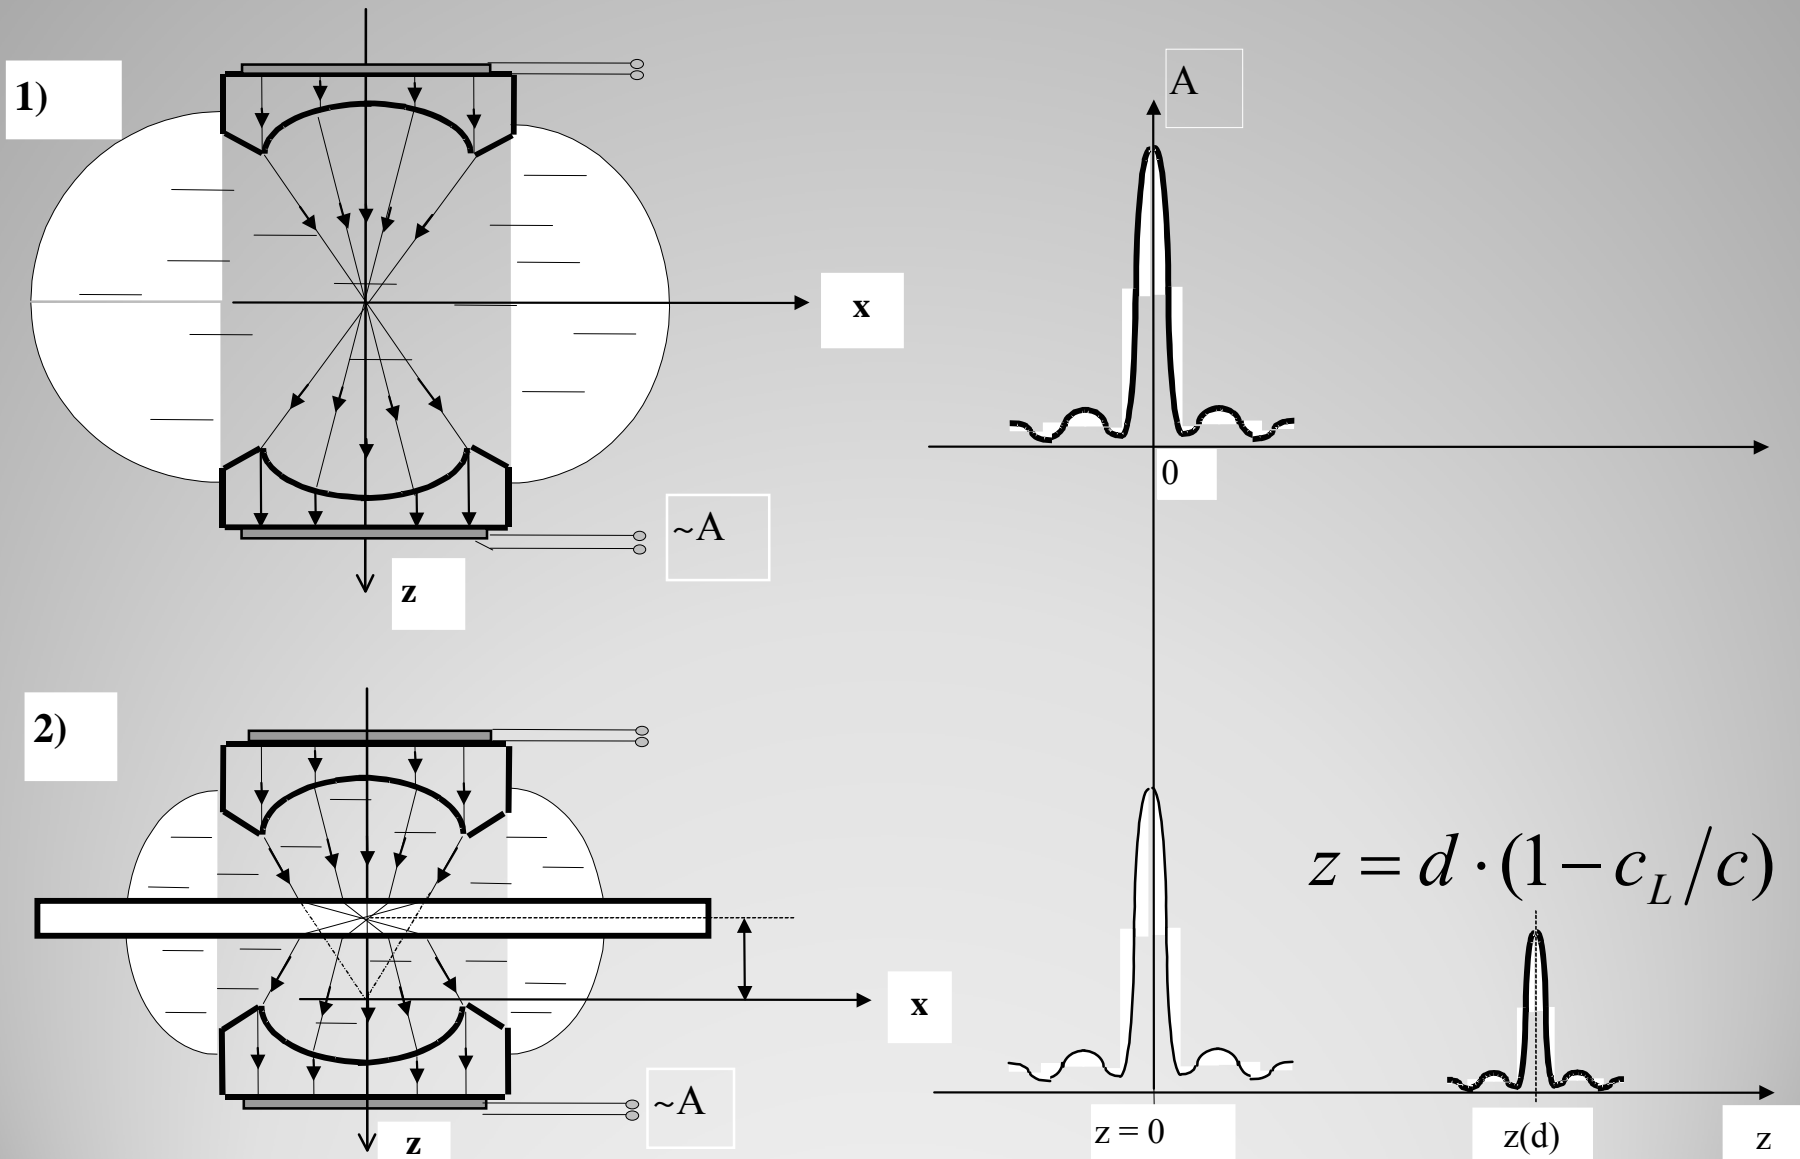 1)
x
~A
z
A
0
2)
x
~A
z
z = d · (1 − c_L / c)
z = 0
z(d)
z